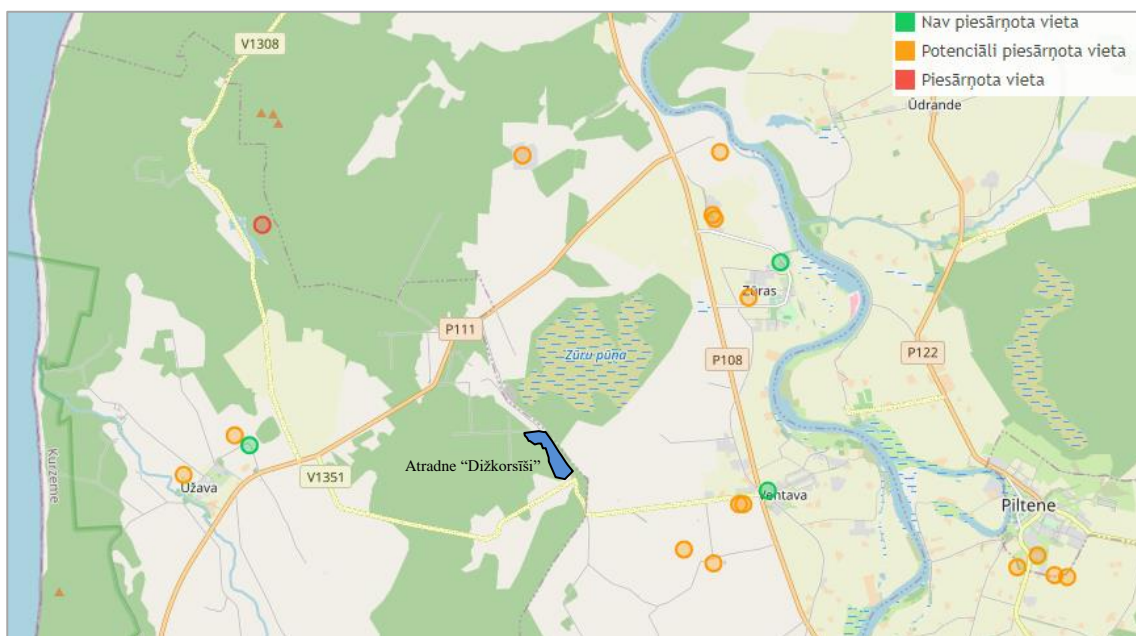 V1308
Nav piesārņota vieta
Potenciāli piesārņota vieta
Piesārņota vieta
Ūdrande
Zūras
P111
Zūru pūņa
P108
P122
Kurzeme
Atradne “Dižkorsīši”
V1351
Užava
Ventava
Piltene